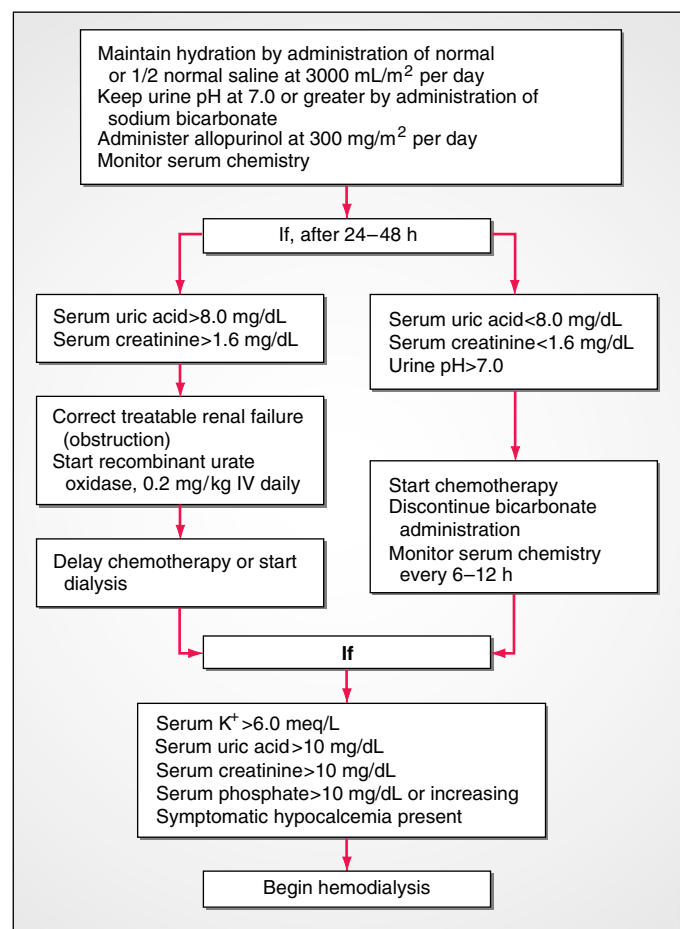 Maintain hydration by administration of normal
or 1/2 normal saline at 3000 mL/m² per day
Keep urine pH at 7.0 or greater by administration of
sodium bicarbonate
Administer allopurinol at 300 mg/m² per day
Monitor serum chemistry
If, after 24–48 h
Serum uric acid>8.0 mg/dL
Serum creatinine>1.6 mg/dL
Correct treatable renal failure
(obstruction)
Start recombinant urate
oxidase, 0.2 mg/kg IV daily
Delay chemotherapy or start
dialysis
Serum uric acid<8.0 mg/dL
Serum creatinine<1.6 mg/dL
Urine pH>7.0
Start chemotherapy
Discontinue bicarbonate
administration
Monitor serum chemistry
every 6–12 h
If
Serum K⁺>6.0 meq/L
Serum uric acid>10 mg/dL
Serum creatinine>10 mg/dL
Serum phosphate>10 mg/dL or increasing
Symptomatic hypocalcemia present
Begin hemodialysis